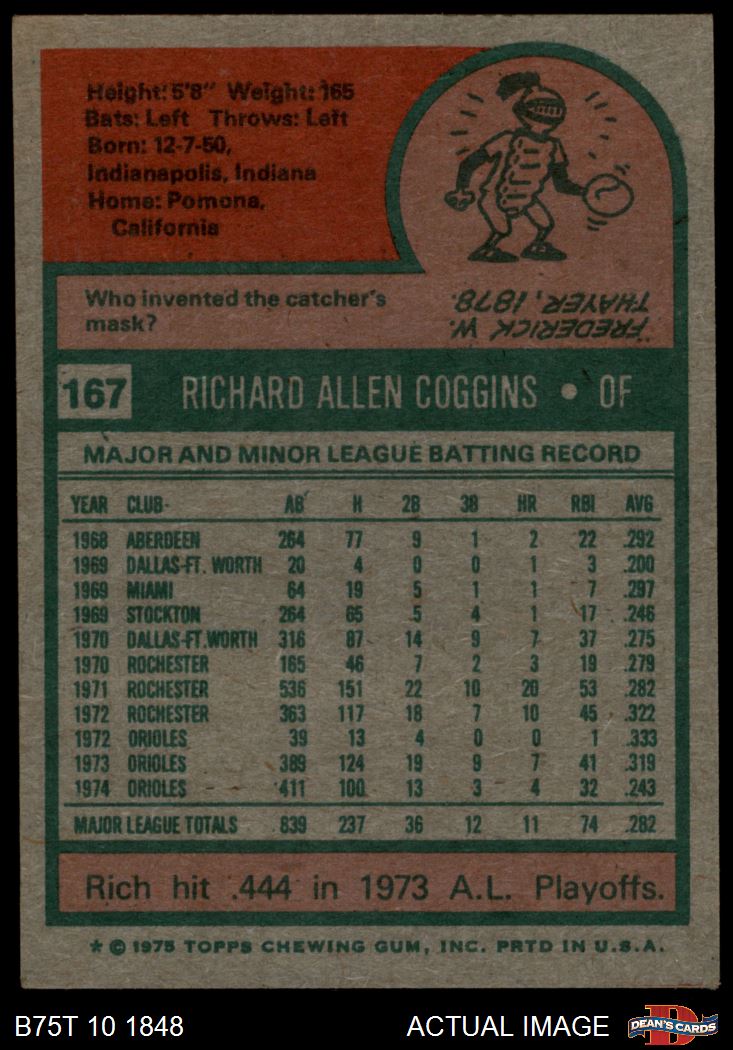 Height: 5'8" Weight: 165
Bats: Left Throws: Left
Born: 12-7-50,
Indianapolis, Indiana
Home: Pomona,
California
Who invented the catcher's
mask?
FREDERICK W.
THAYER, 1878.
167 RICHARD ALLEN COGGINS • OF
MAJOR AND MINOR LEAGUE BATTING RECORD
YEAR CLUB AB H 2B 3B HR RBI AVG
1968 ABERDEEN 264 77 9 1 2 22 .292
1969 DALLAS-FT. WORTH 20 4 0 0 1 3 .200
1969 MIAMI 64 19 5 1 1 7 .297
1969 STOCKTON 264 65 5 4 1 17 .246
1970 DALLAS-FT.WORTH 316 87 14 9 7 37 .275
1970 ROCHESTER 165 46 7 2 3 19 .279
1971 ROCHESTER 536 151 22 10 20 53 .282
1972 ROCHESTER 363 117 18 7 10 45 .322
1972 ORIOLES 39 13 4 0 0 1 .333
1973 ORIOLES 389 124 19 9 7 41 .319
1974 ORIOLES 411 100 13 3 4 32 .243
MAJOR LEAGUE TOTALS 839 237 36 12 11 74 .282
Rich hit .444 in 1973 A.L. Playoffs.
* © 1975 TOPPS CHEWING GUM, INC. PRTD IN U.S.A.
B75T 10 1848 ACTUAL IMAGE DEAN'S CARDS